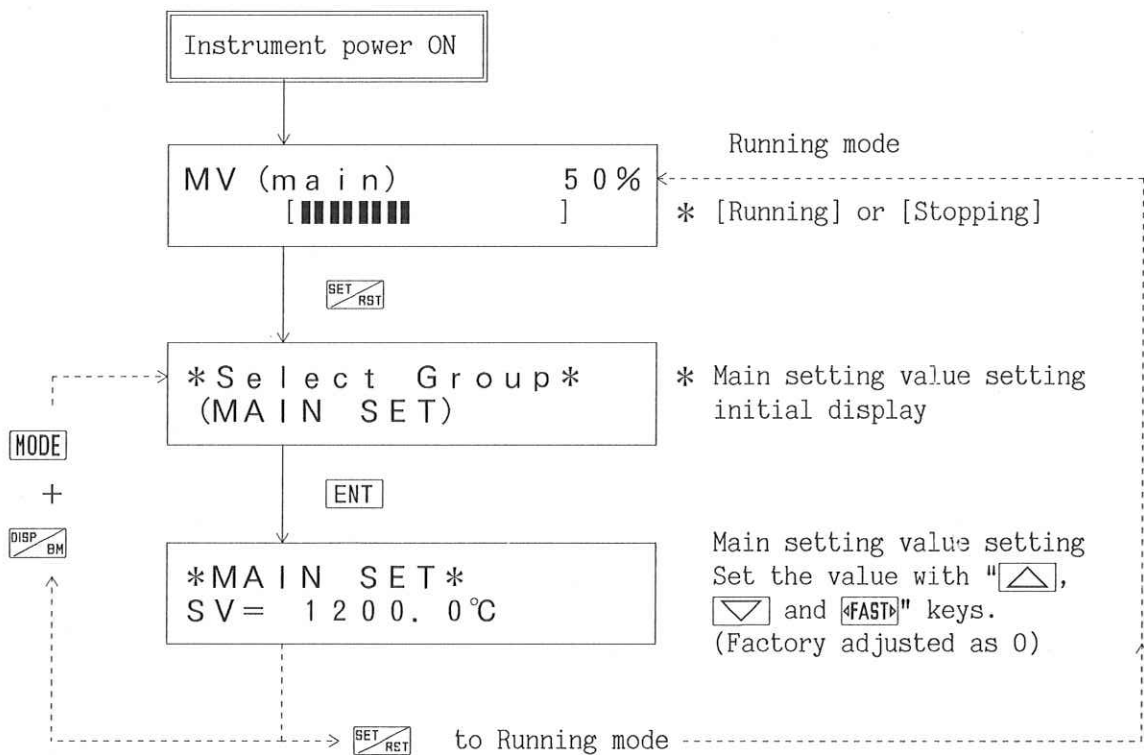 Instrument power ON
Running mode
MV (main) 50%
[▮▮▮▮▮▮▮▮ ]
* [Running] or [Stopping]
SET/RST
*Select Group*
(MAIN SET)
* Main setting value setting
initial display
MODE
+
DISP/BM
ENT
*MAIN SET*
SV= 1200. 0℃
Main setting value setting
Set the value with "△,
▽ and ◁FAST▷" keys.
(Factory adjusted as 0)
SET/RST to Running mode